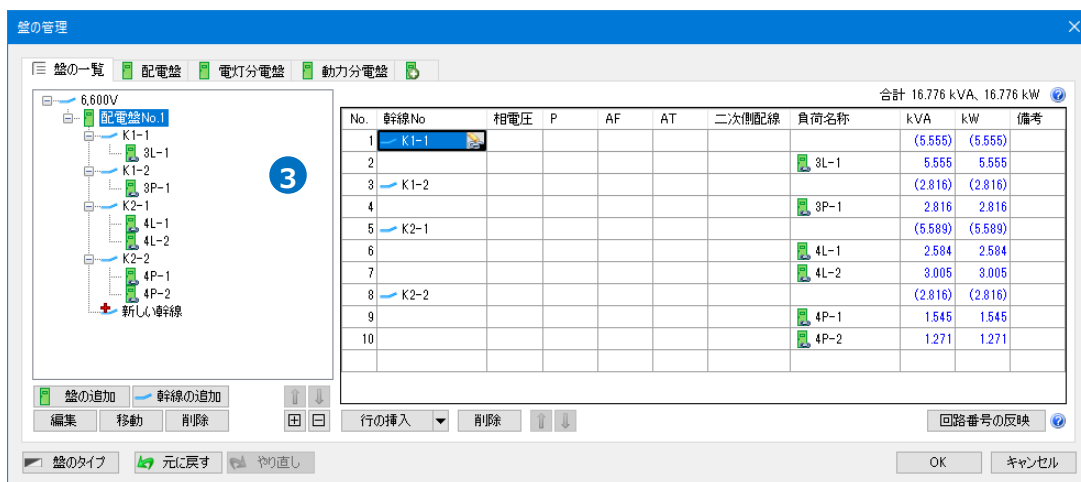 盤の管理
盤の一覧 配電盤 電灯分電盤 動力分電盤
合計 16.776 kVA、16.776 kW
6,600V
配電盤No.1
K1-1
3L-1
K1-2
3P-1
K2-1
4L-1
4L-2
K2-2
4P-1
4P-2
新しい幹線
3
No. 幹線No 相電圧 P AF AT 二次側配線 負荷名称 kVA kW 備考
1 K1-1 (5.555) (5.555)
2 3L-1 5.555 5.555
3 K1-2 (2.816) (2.816)
4 3P-1 2.816 2.816
5 K2-1 (5.589) (5.589)
6 4L-1 2.584 2.584
7 4L-2 3.005 3.005
8 K2-2 (2.816) (2.816)
9 4P-1 1.545 1.545
10 4P-2 1.271 1.271
盤の追加 幹線の追加
編集 移動 削除
行の挿入 削除 回路番号の反映
盤のタイプ 元に戻す やり直し OK キャンセル